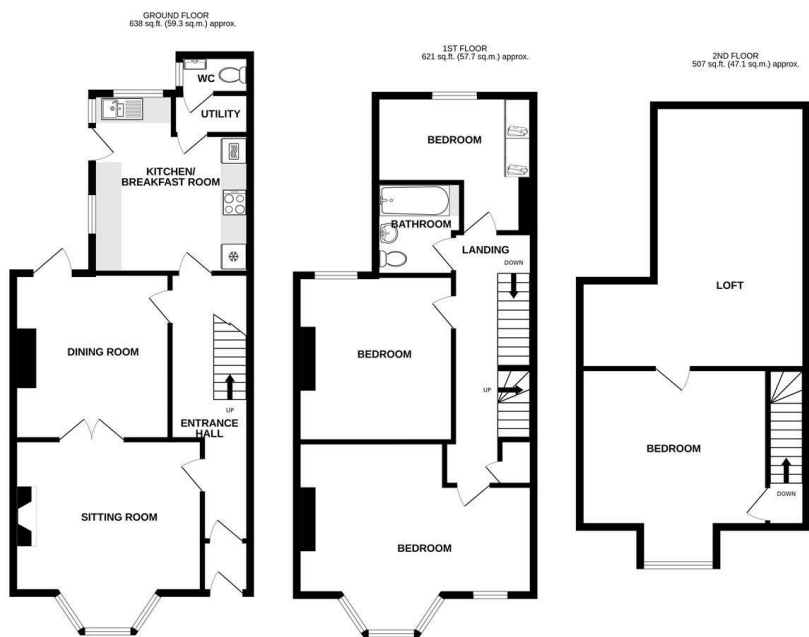 GROUND FLOOR
638 sq.ft. (59.3 sq.m.) approx.
WC
UTILITY
KITCHEN/
BREAKFAST ROOM
DINING ROOM
UP
ENTRANCE
HALL
SITTING ROOM
1ST FLOOR
621 sq.ft. (57.7 sq.m.) approx.
BEDROOM
BATHROOM
LANDING
DOWN
BEDROOM
UP
BEDROOM
2ND FLOOR
507 sq.ft. (47.1 sq.m.) approx.
LOFT
BEDROOM
DOWN